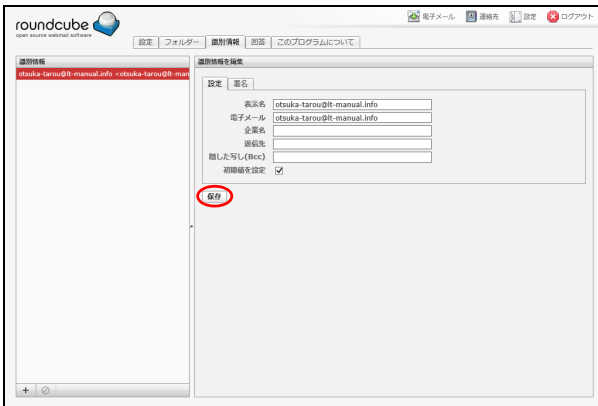 roundcube
open source webmail software
電子メール 連絡先 設定 ログアウト
設定 フォルダー 識別情報 回答 このプログラムについて
識別情報
otsuka-tarou@lt-manual.info <otsuka-tarou@lt-man
識別情報を編集
設定 署名
表示名 otsuka-tarou@lt-manual.info
電子メール otsuka-tarou@lt-manual.info
企業名
返信先
隠した写し(Bcc)
初期値を設定
保存